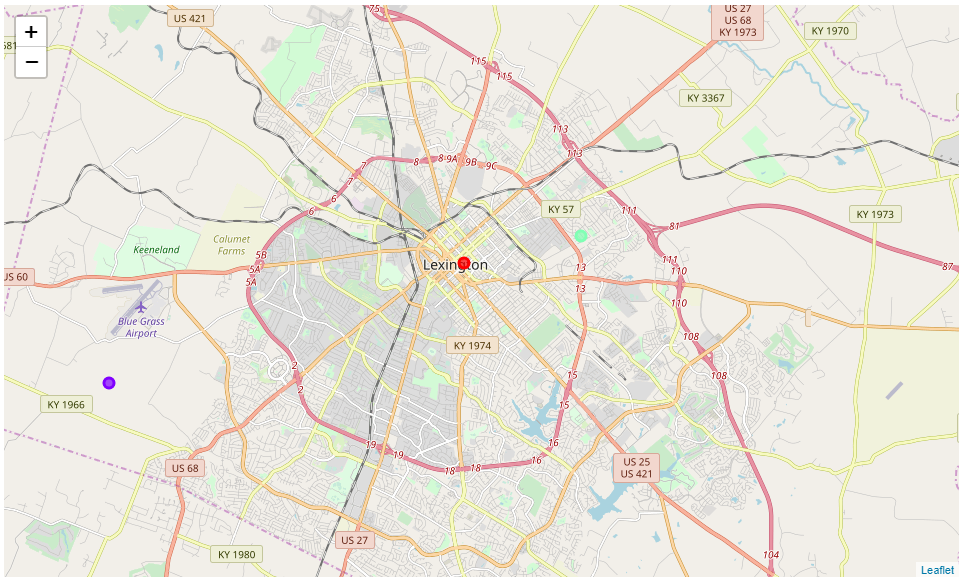 75
US 27
US 68
KY 1973
US 421
+
KY 1970
581
−
115
115
KY 3367
113
113
7
8
8
9A
9B
9C
7
6
6
KY 57
111
KY 1973
81
Keeneland
Calumet
Farms
5B
5A
5A
US 60
Lexington
111
110
110
87
13
13
Blue Grass
Airport
108
108
KY 1974
2
2
15
15
KY 1966
19
19
18
18
16
16
US 68
US 25
US 421
US 27
KY 1980
104
Leaflet